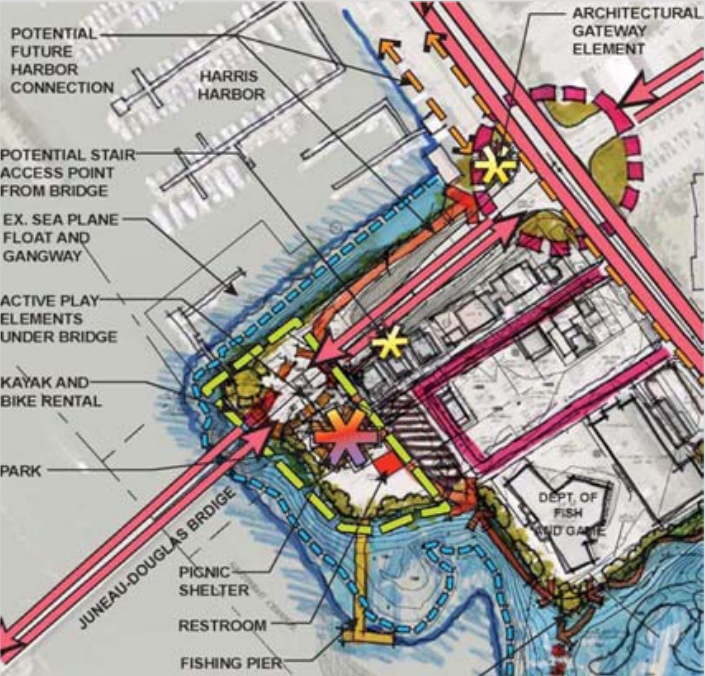 ARCHITECTURAL
GATEWAY
ELEMENT
POTENTIAL
FUTURE
HARBOR
CONNECTION
HARRIS
HARBOR
POTENTIAL STAIR
ACCESS POINT
FROM BRIDGE
EX. SEA PLANE
FLOAT AND
GANGWAY
ACTIVE PLAY
ELEMENTS
UNDER BRIDGE
KAYAK AND
BIKE RENTAL
PARK
JUNEAU-DOUGLAS BRDIGE
DEPT. OF
FISH
AND GAME
PICNIC
SHELTER
RESTROOM
FISHING PIER